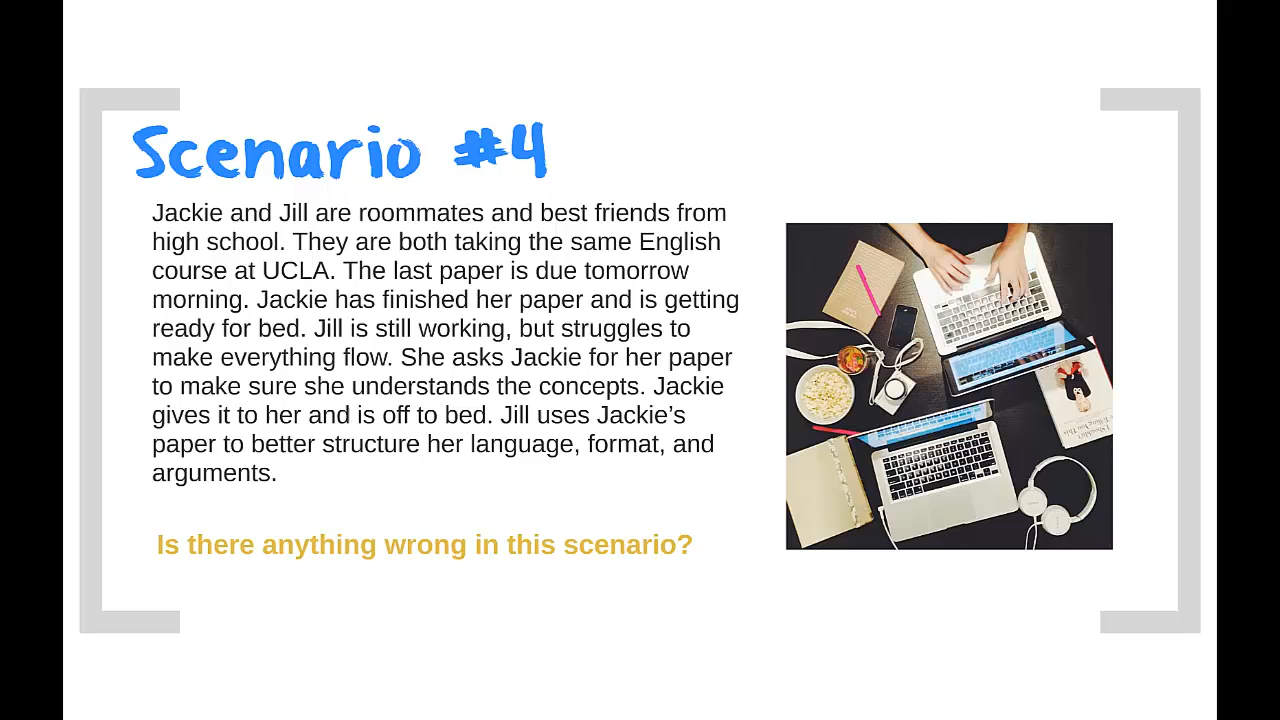 Scenario #4
Jackie and Jill are roommates and best friends from
high school. They are both taking the same English
course at UCLA. The last paper is due tomorrow
morning. Jackie has finished her paper and is getting
ready for bed. Jill is still working, but struggles to
make everything flow. She asks Jackie for her paper
to make sure she understands the concepts. Jackie
gives it to her and is off to bed. Jill uses Jackie’s
paper to better structure her language, format, and
arguments.
Is there anything wrong in this scenario?